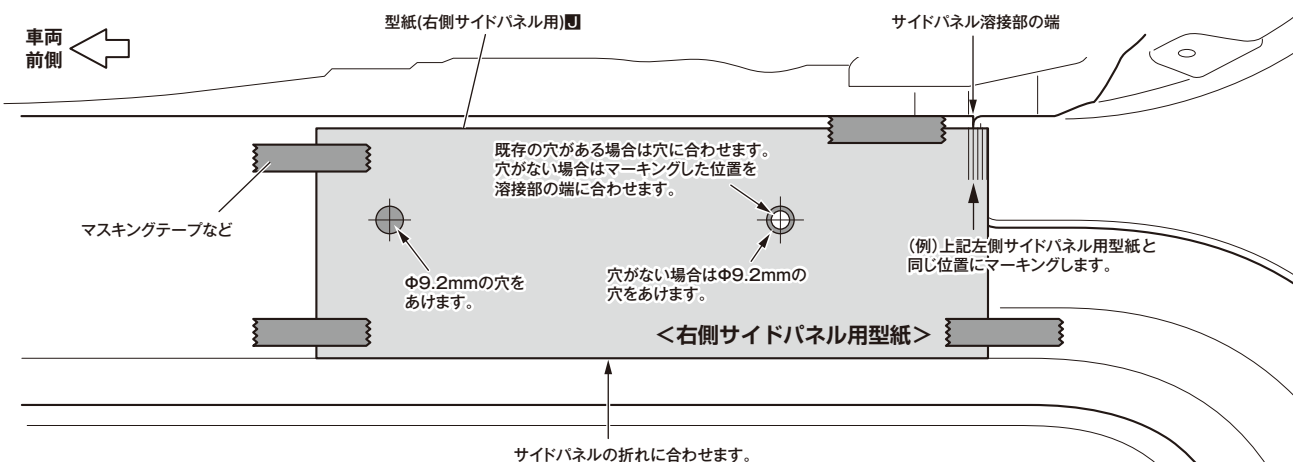 型紙(右側サイドパネル用)J
サイドパネル溶接部の端
車両
前側
既存の穴がある場合は穴に合わせます。
穴がない場合はマーキングした位置を
溶接部の端に合わせます。
マスキングテープなど
(例)上記左側サイドパネル用型紙と
同じ位置にマーキングします。
Φ9.2mmの穴を
あけます。
穴がない場合はΦ9.2mmの
穴をあけます。
<右側サイドパネル用型紙>
サイドパネルの折れに合わせます。